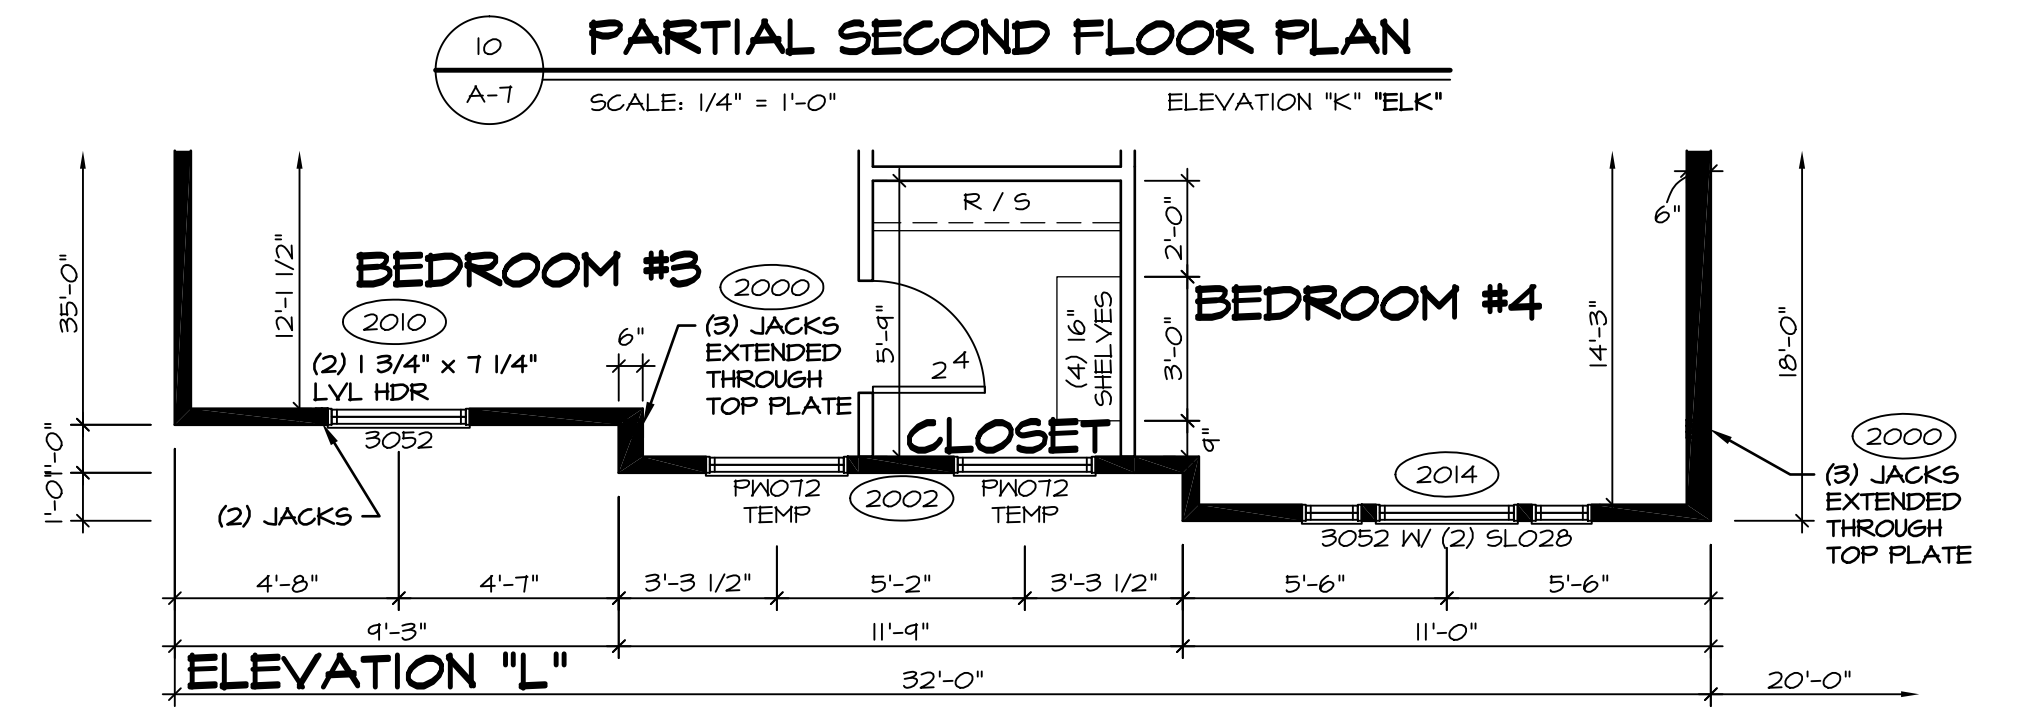 10
A-7
PARTIAL SECOND FLOOR PLAN
SCALE: 1/4" = 1'-0"
ELEVATION "K" "ELK"
35'-0"
12'-1 1/2"
R / S
2'-0"
6"
BEDROOM #3
2000
(3) JACKS
EXTENDED
THROUGH
TOP PLATE
2010
(2) 1 3/4" x 7 1/4"
LVL HDR
6"
5'-9"
2 4
(4) 16"
SHELVES
3'-0"
BEDROOM #4
14'-3"
18'-0"
CLOSET
9"
3052
1'-0"
1'-0"
(2) JACKS
PW072
TEMP
2002
PW072
TEMP
2014
3052 W/ (2) SL028
2000
(3) JACKS
EXTENDED
THROUGH
TOP PLATE
4'-8"
4'-7"
3'-3 1/2"
5'-2"
3'-3 1/2"
5'-6"
5'-6"
9'-3"
11'-9"
11'-0"
ELEVATION "L"
32'-0"
20'-0"